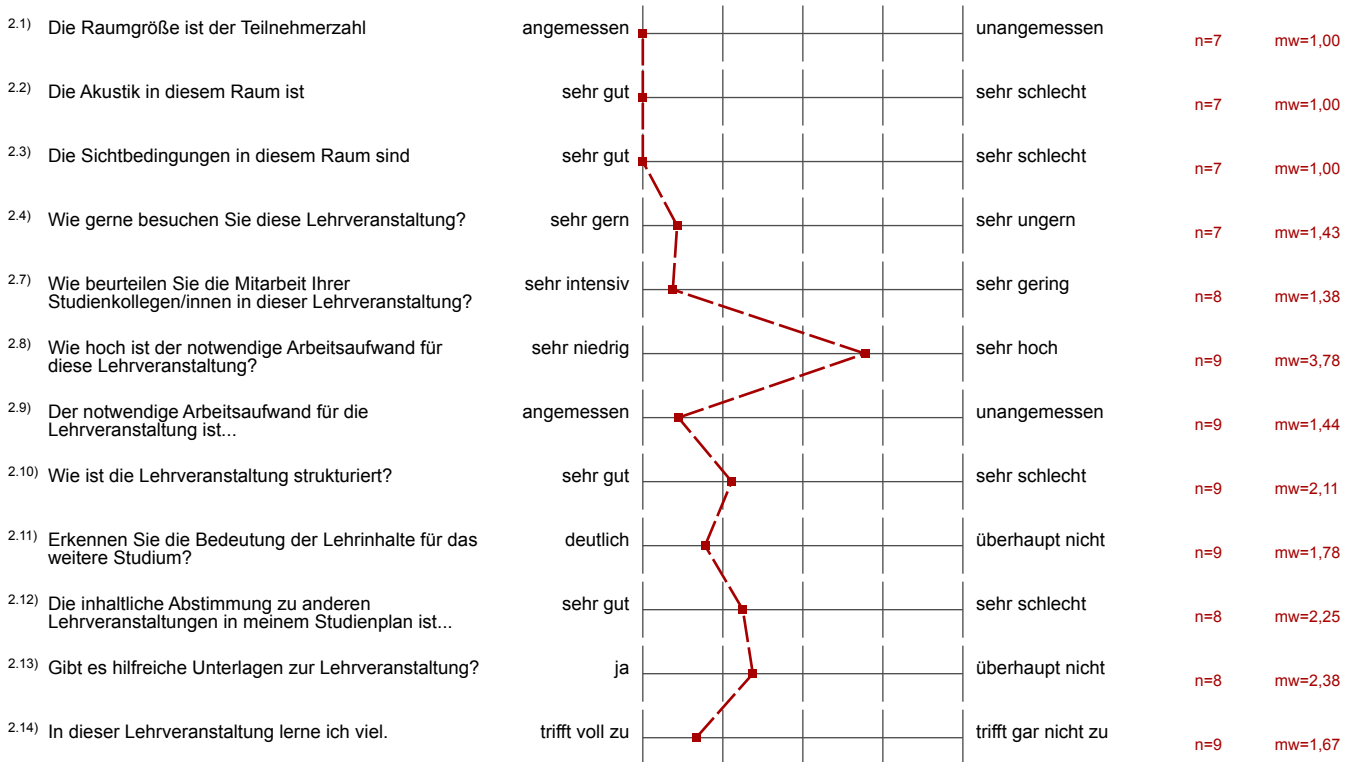 2.1) Die Raumgröße ist der Teilnehmerzahl angemessen unangemessen n=7 mw=1,00
2.2) Die Akustik in diesem Raum ist sehr gut sehr schlecht n=7 mw=1,00
2.3) Die Sichtbedingungen in diesem Raum sind sehr gut sehr schlecht n=7 mw=1,00
2.4) Wie gerne besuchen Sie diese Lehrveranstaltung? sehr gern sehr ungern n=7 mw=1,43
2.7) Wie beurteilen Sie die Mitarbeit Ihrer sehr intensiv sehr gering n=8 mw=1,38
Studienkollegen/innen in dieser Lehrveranstaltung?
2.8) Wie hoch ist der notwendige Arbeitsaufwand für sehr niedrig sehr hoch n=9 mw=3,78
diese Lehrveranstaltung?
2.9) Der notwendige Arbeitsaufwand für die angemessen unangemessen n=9 mw=1,44
Lehrveranstaltung ist...
2.10) Wie ist die Lehrveranstaltung strukturiert? sehr gut sehr schlecht n=9 mw=2,11
2.11) Erkennen Sie die Bedeutung der Lehrinhalte für das deutlich überhaupt nicht n=9 mw=1,78
weitere Studium?
2.12) Die inhaltliche Abstimmung zu anderen sehr gut sehr schlecht n=8 mw=2,25
Lehrveranstaltungen in meinem Studienplan ist...
2.13) Gibt es hilfreiche Unterlagen zur Lehrveranstaltung? ja überhaupt nicht n=8 mw=2,38
2.14) In dieser Lehrveranstaltung lerne ich viel. trifft voll zu trifft gar nicht zu n=9 mw=1,67